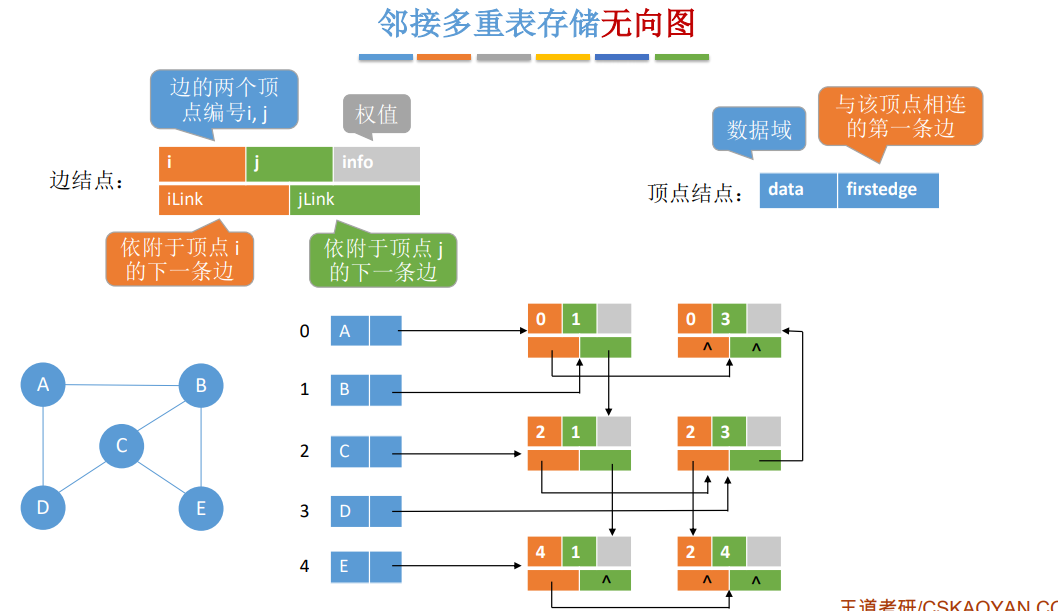 邻接多重表存储无向图
边的两个顶
点编号i, j
权值
数据域
与该顶点相连
的第一条边
边结点：
i j info
iLink jLink
顶点结点：
data firstedge
依附于顶点 i
的下一条边
依附于顶点 j
的下一条边
0 A 0 1 0 3
^ ^
1 B
2 C 2 1 2 3
3 D
4 E 4 1 2 4
^ ^ ^
A B
C
D E
王道考研/CSKAOYAN.CO